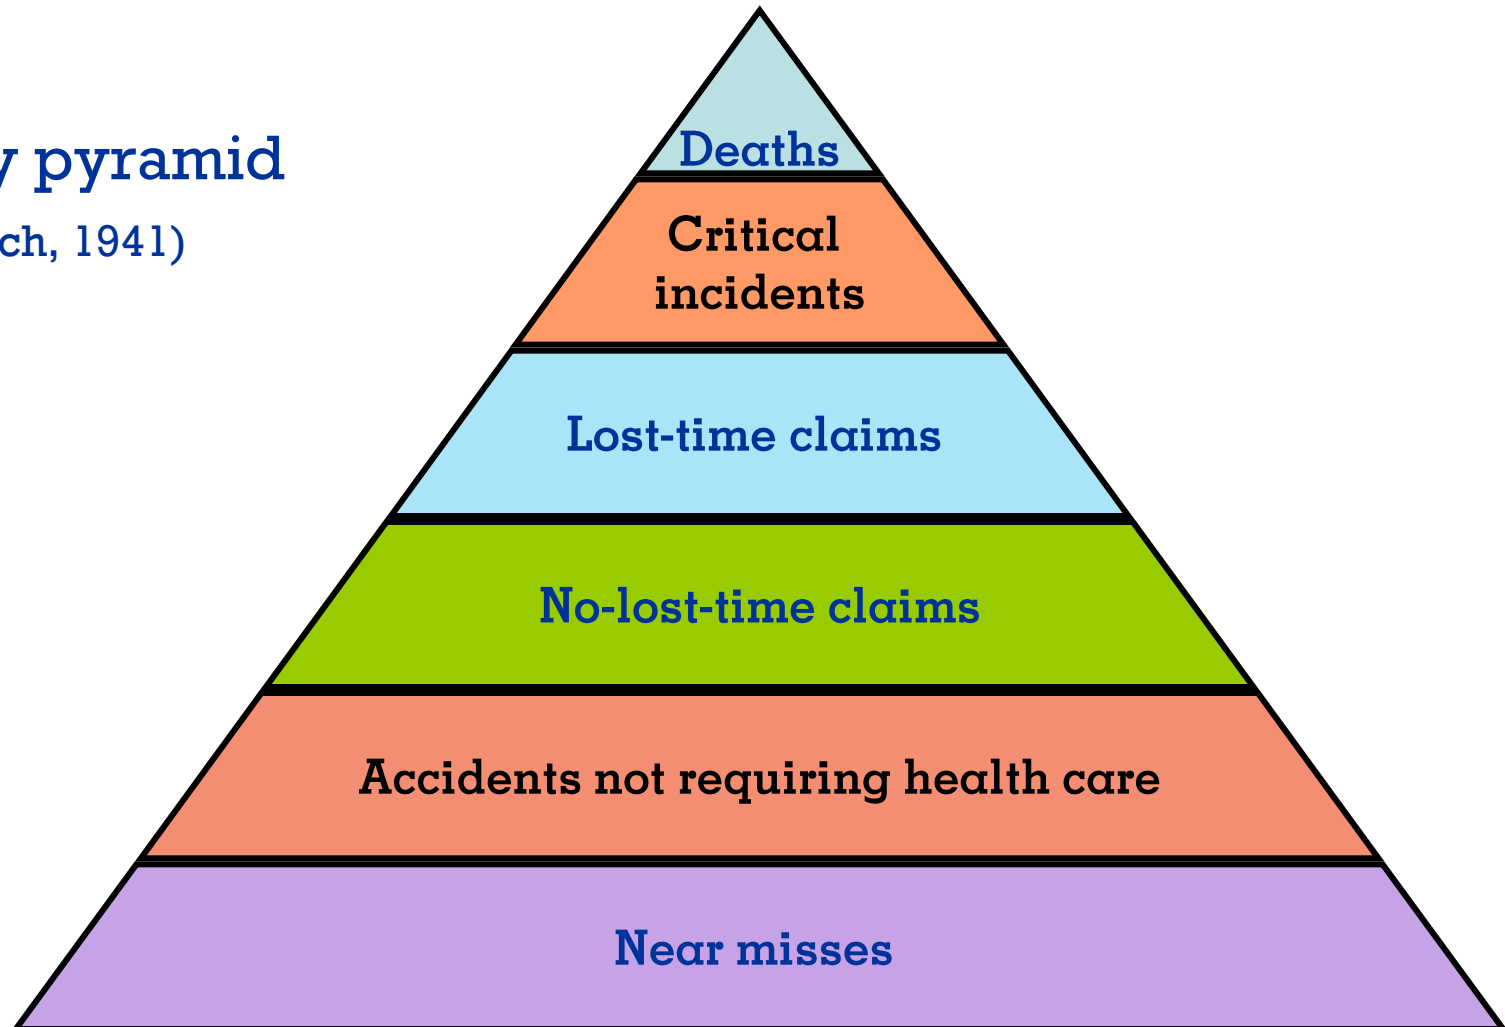 pyramid
1941)
Deaths
Critical
incidents
Lost-time claims
No-lost-time claims
Accidents not requiring health care
Near misses